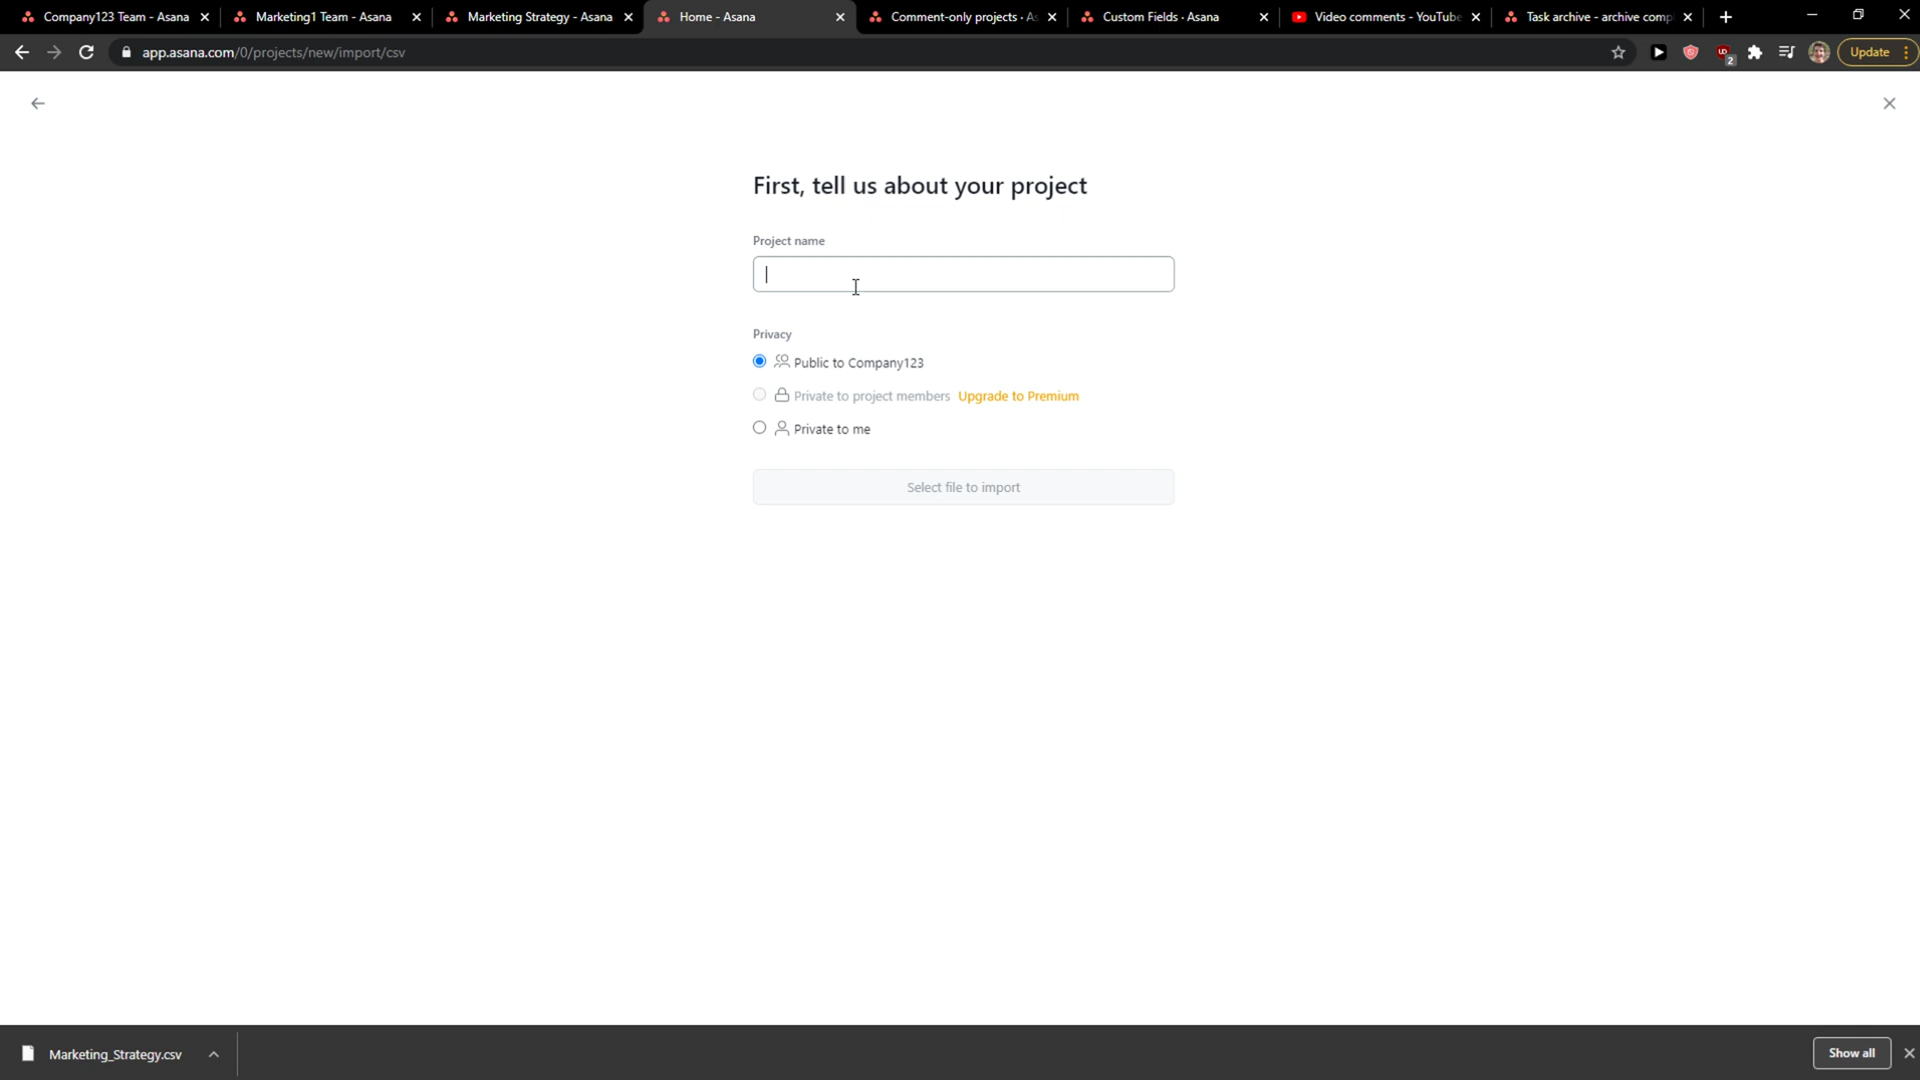 Company123 Team - Asana
Marketing1 Team - Asana
Marketing Strategy - Asana
Home - Asana
Comment-only projects · As
Custom Fields · Asana
Video comments - YouTube
Task archive - archive comp
app.asana.com/0/projects/new/import/csv
2
Update
First, tell us about your project
Project name
Privacy
Public to Company123
Private to project members Upgrade to Premium
Private to me
Select file to import
Marketing_Strategy.csv
Show all